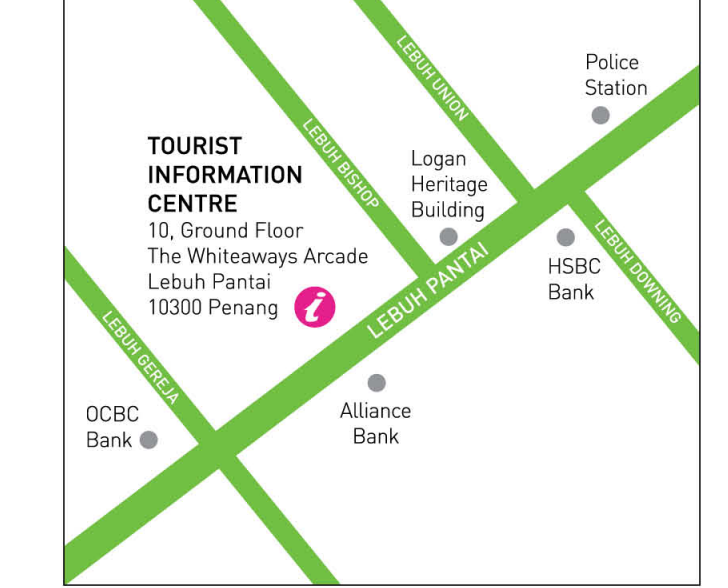 LEBUH UNION
Police
Station
TOURIST
INFORMATION
CENTRE
10, Ground Floor
The Whiteaways Arcade
Lebuh Pantai
10300 Penang
i
LEBUH BISHOP
Logan
Heritage
Building
LEBUH PANTAI
HSBC
Bank
LEBUH DOWNING
LEBUH GEREJA
OCBC
Bank
Alliance
Bank